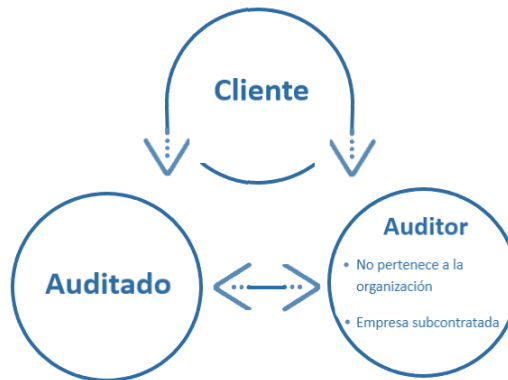 Cliente
Auditado
Auditor
• No pertenece a la
organización
• Empresa subcontratada